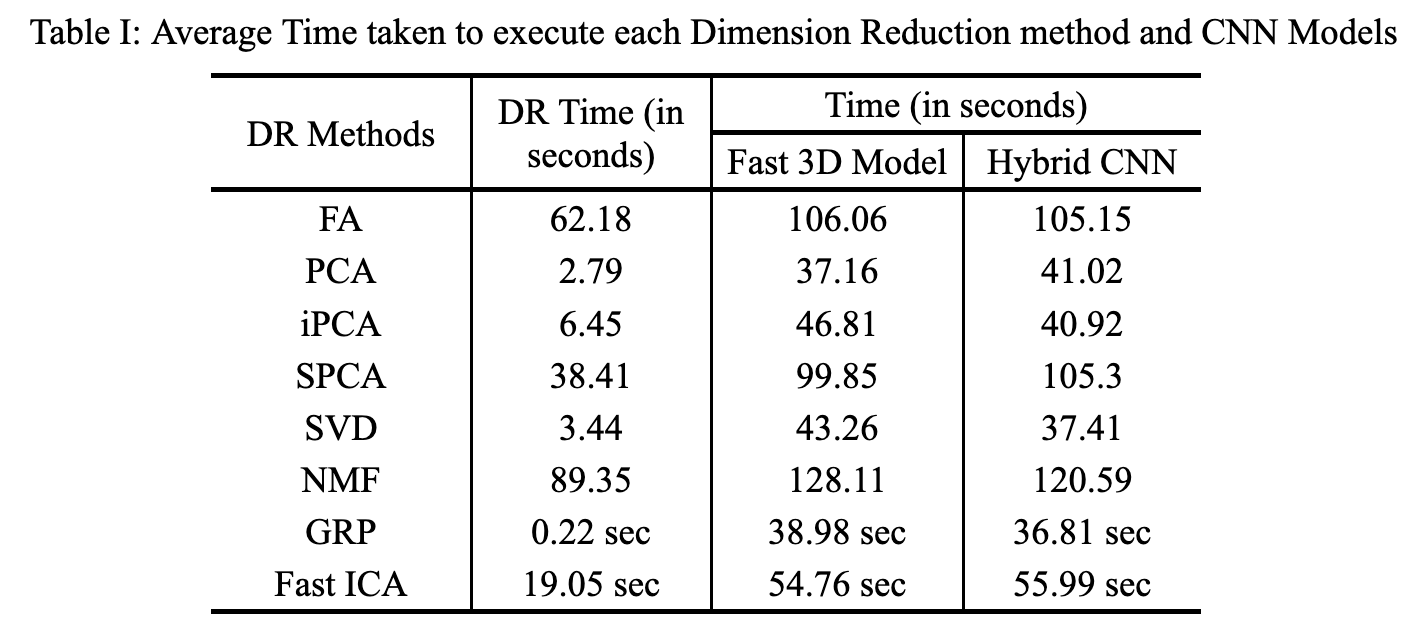 Table I: Average Time taken to execute each Dimension Reduction method and CNN Models
DR Methods DR Time (in seconds) Time (in seconds)
Fast 3D Model Hybrid CNN
FA 62.18 106.06 105.15
PCA 2.79 37.16 41.02
iPCA 6.45 46.81 40.92
SPCA 38.41 99.85 105.3
SVD 3.44 43.26 37.41
NMF 89.35 128.11 120.59
GRP 0.22 sec 38.98 sec 36.81 sec
Fast ICA 19.05 sec 54.76 sec 55.99 sec